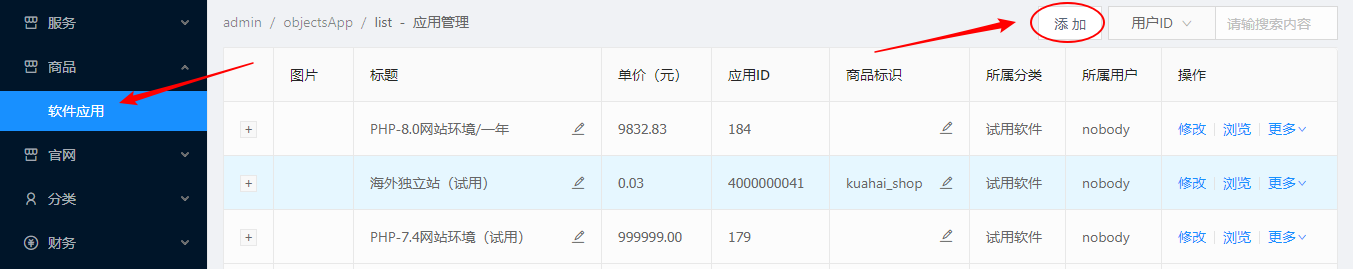 服务
商品
软件应用
官网
分类
财务
admin / objectsApp / list - 应用管理
添 加
用户ID
请输搜索内容
图片 标题 单价（元） 应用ID 商品标识 所属分类 所属用户 操作
+ PHP-8.0网站环境/一年 9832.83 184 试用软件 nobody 修改 浏览 更多
+ 海外独立站（试用） 0.03 4000000041 kuahai_shop 试用软件 nobody 修改 浏览 更多
+ PHP-7.4网站环境（试用） 999999.00 179 试用软件 nobody 修改 浏览 更多